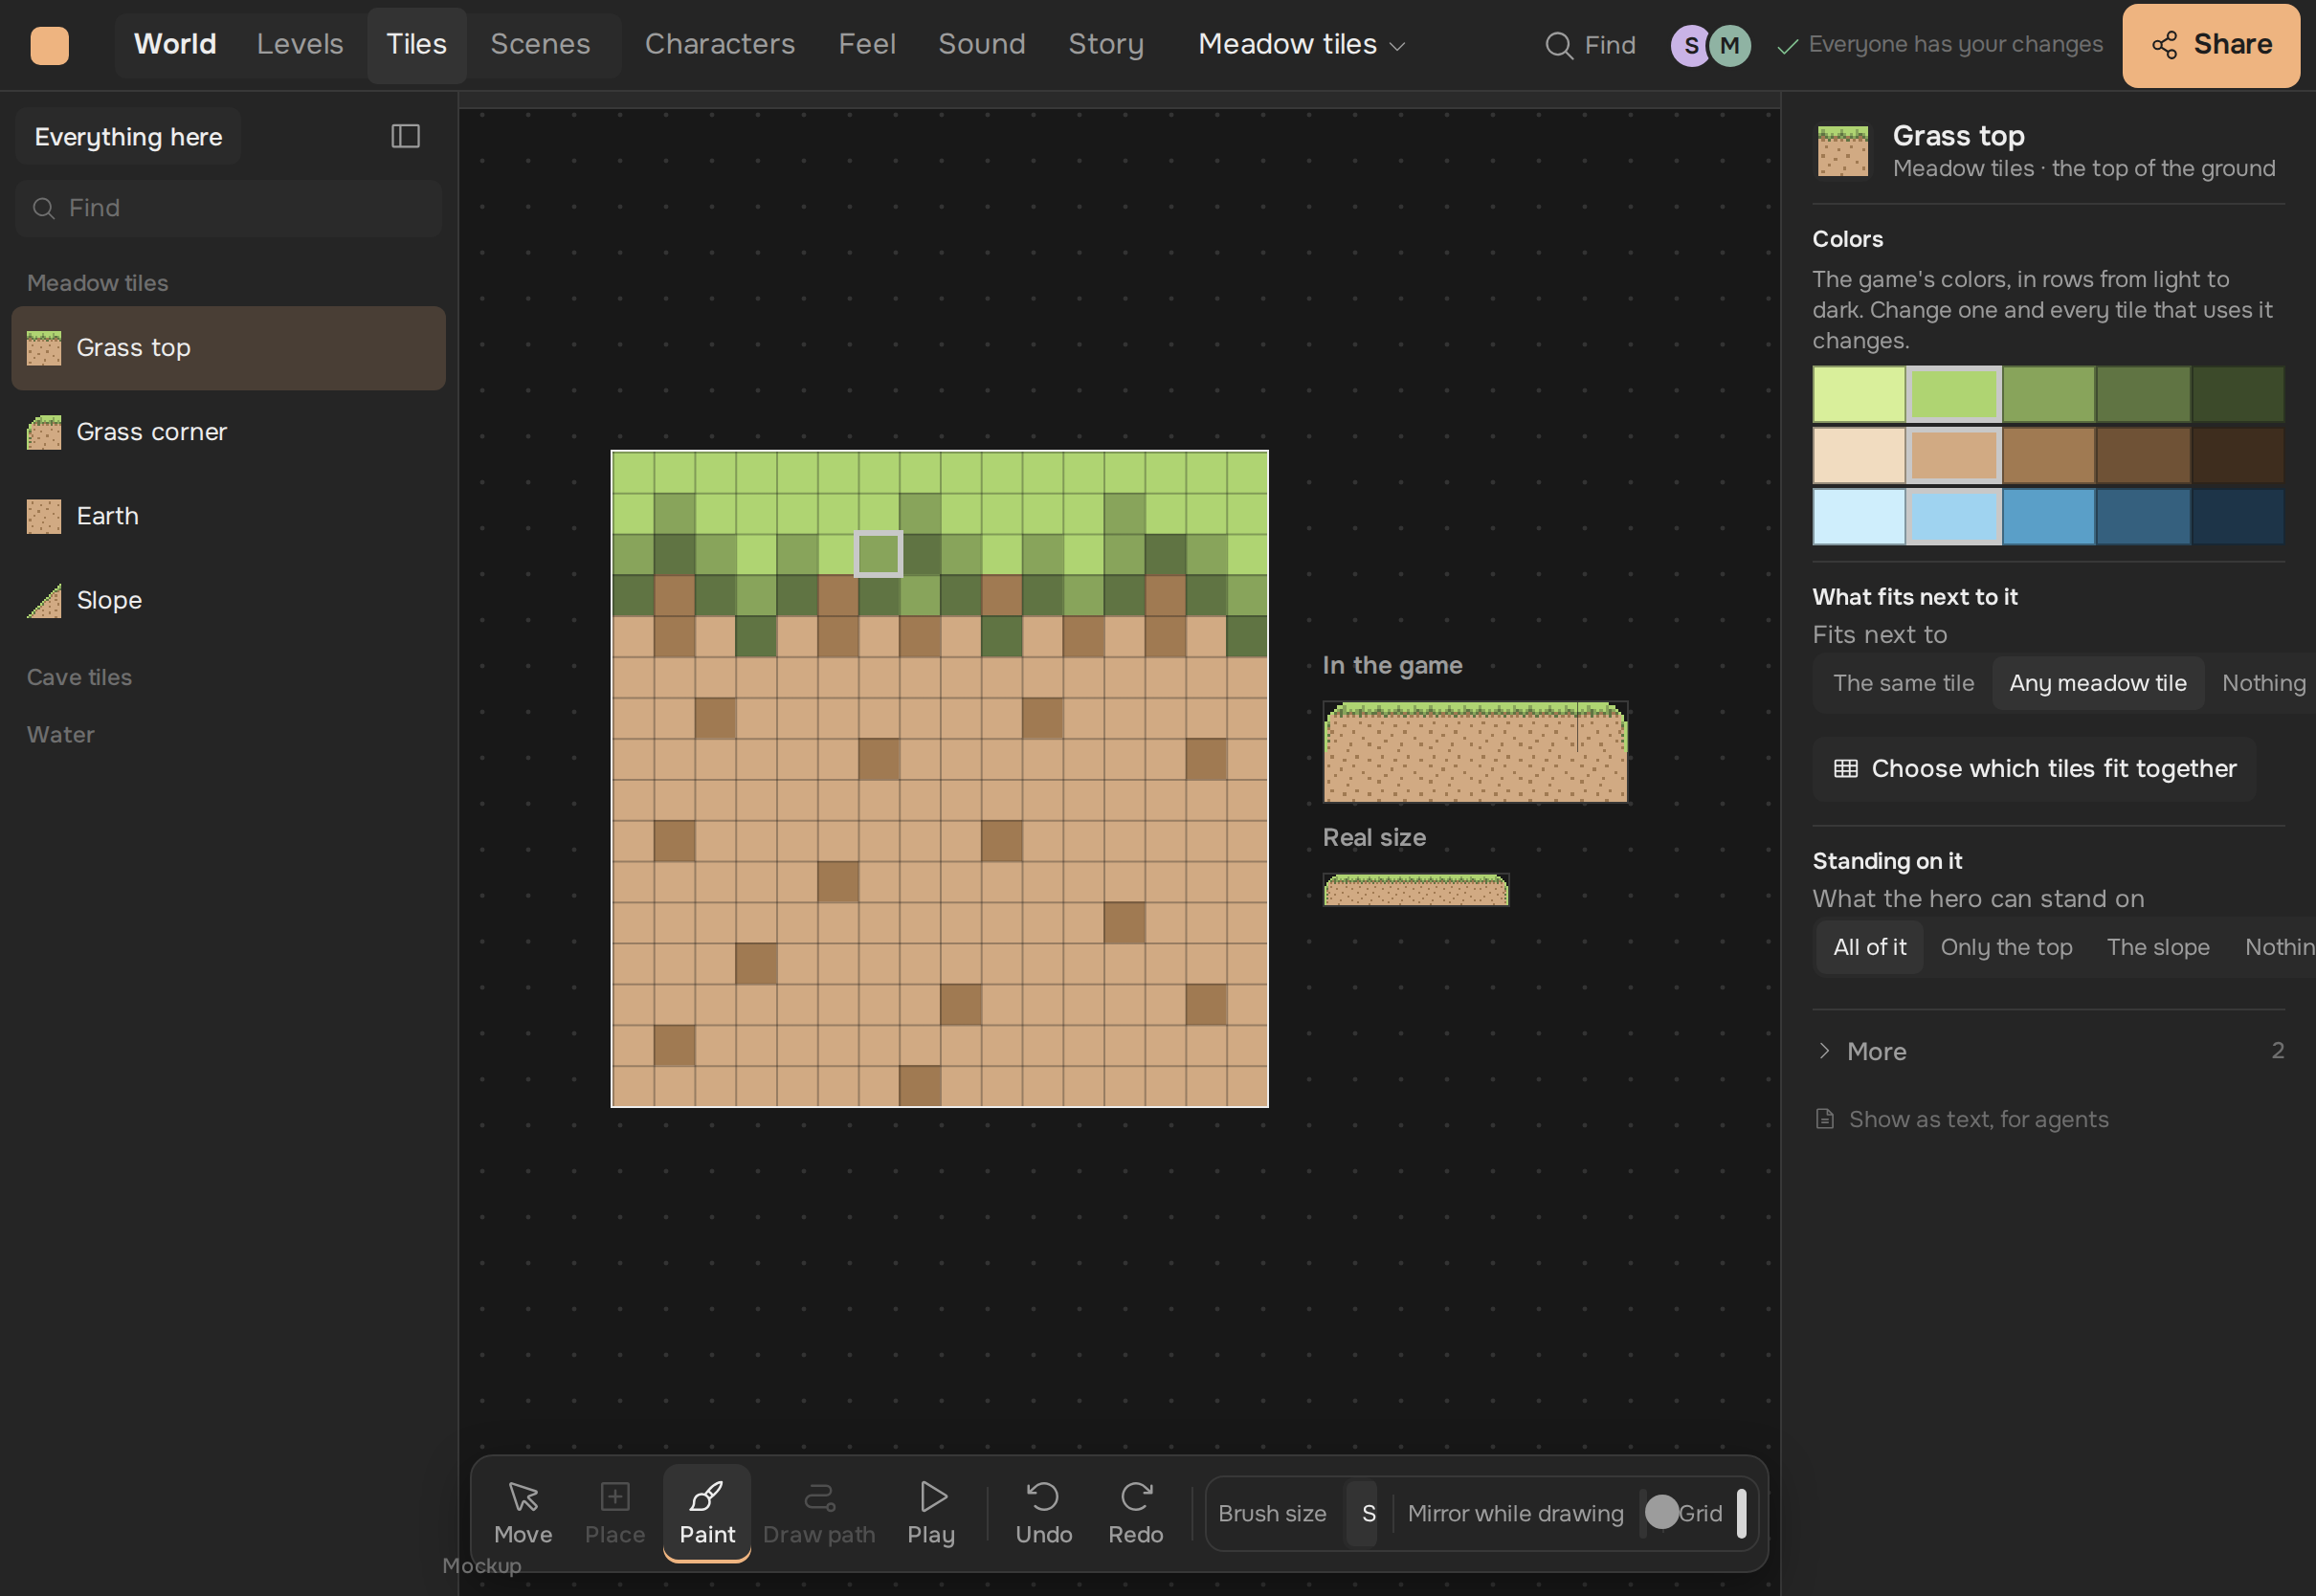 World Levels Tiles Scenes Characters Feel Sound Story Meadow tiles Find S M Everyone has your changes Share
Everything here
Find
Meadow tiles
Grass top
Grass corner
Earth
Slope
Cave tiles
Water
In the game
Real size
Grass top
Meadow tiles · the top of the ground
Colors
The game's colors, in rows from light to
dark. Change one and every tile that uses it
changes.
What fits next to it
Fits next to
The same tile Any meadow tile Nothing
Choose which tiles fit together
Standing on it
What the hero can stand on
All of it Only the top The slope Nothin
More 2
Show as text, for agents
Move Place Paint Draw path Play Undo Redo Brush size S Mirror while drawing Grid
Mockup